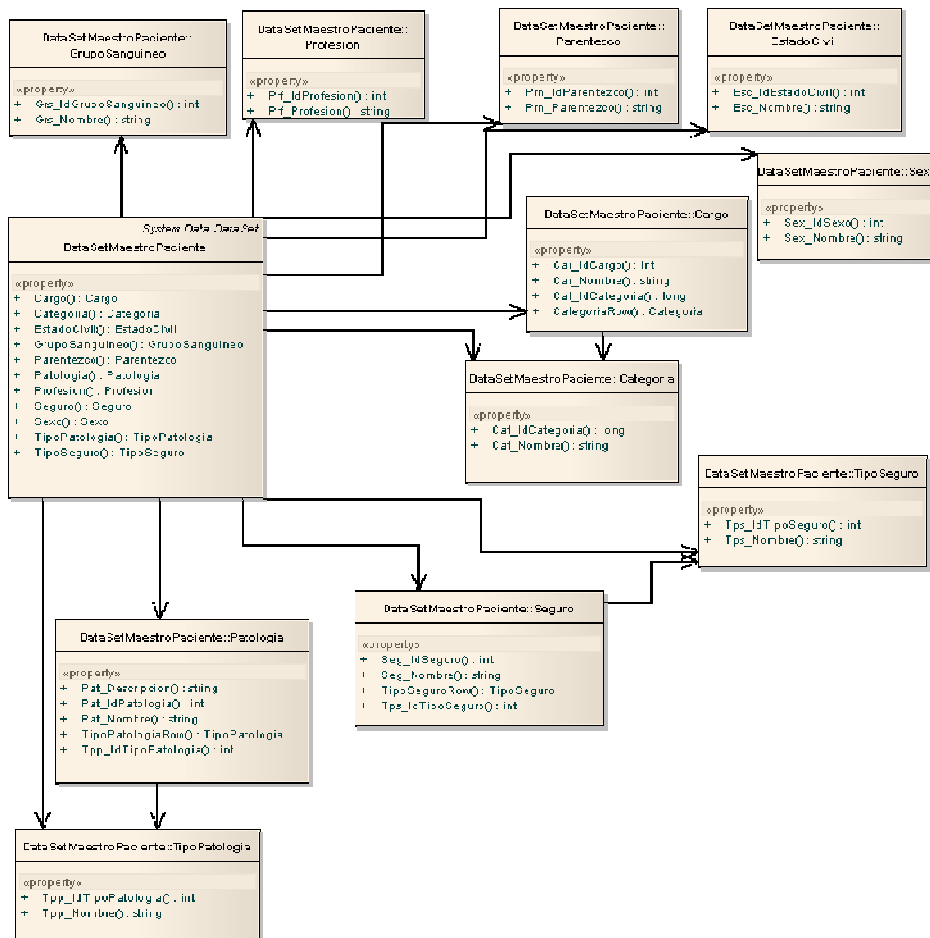 DataSetMaestroPaciente::
GrupoSanguineo
«property»
+ Grs_IdGrupoSanguineo() : int
+ Grs_Nombre() : string
DataSetMaestroPaciente::
Profesion
«property»
+ Prf_IdProfesion() : int
+ Prf_Profesion() : string
DataSetMaestroPaciente::
Parentesco
«property»
+ Prn_IdParentezco() : int
+ Prn_Parentezco() : string
DataSetMaestroPaciente::
EstadoCivil
«property»
+ Esc_IdEstadoCivil() : int
+ Esc_Nombre() : string
DataSetMaestroPaciente::Sex
«property»
+ Sex_IdSexo() : int
+ Sex_Nombre() : string
System.Data.DataSet
DataSetMaestroPaciente
«property»
+ Cargo() : Cargo
+ Categoria() : Categoria
+ EstadoCivil() : EstadoCivil
+ GrupoSanguineo() : GrupoSanguineo
+ Parentezco() : Parentezco
+ Patologia() : Patologia
+ Profesion() : Profesion
+ Seguro() : Seguro
+ Sexo() : Sexo
+ TipoPatologia() : TipoPatologia
+ TipoSeguro() : TipoSeguro
DataSetMaestroPaciente::Cargo
«property»
+ Car_IdCargo() : int
+ Car_Nombre() : string
+ Cat_IdCategoria() : long
+ CategoriaRow() : Categoria
DataSetMaestroPaciente::Categoria
«property»
+ Cat_IdCategoria() : long
+ Cat_Nombre() : string
DataSetMaestroPaciente::TipoSeguro
«property»
+ Tps_IdTipoSeguro() : int
+ Tps_Nombre() : string
DataSetMaestroPaciente::Seguro
«property»
+ Seg_IdSeguro() : int
+ Seg_Nombre() : string
+ TipoSeguroRow() : TipoSeguro
+ Tps_IdTipoSeguro() : int
DataSetMaestroPaciente::Patologia
«property»
+ Pat_Descripcion() : string
+ Pat_IdPatologia() : int
+ Pat_Nombre() : string
+ TipoPatologiaRow() : TipoPatologia
+ Tpp_IdTipoPatologia() : int
DataSetMaestroPaciente::TipoPatologia
«property»
+ Tpp_IdTipoPatologia() : int
+ Tpp_Nombre() : string